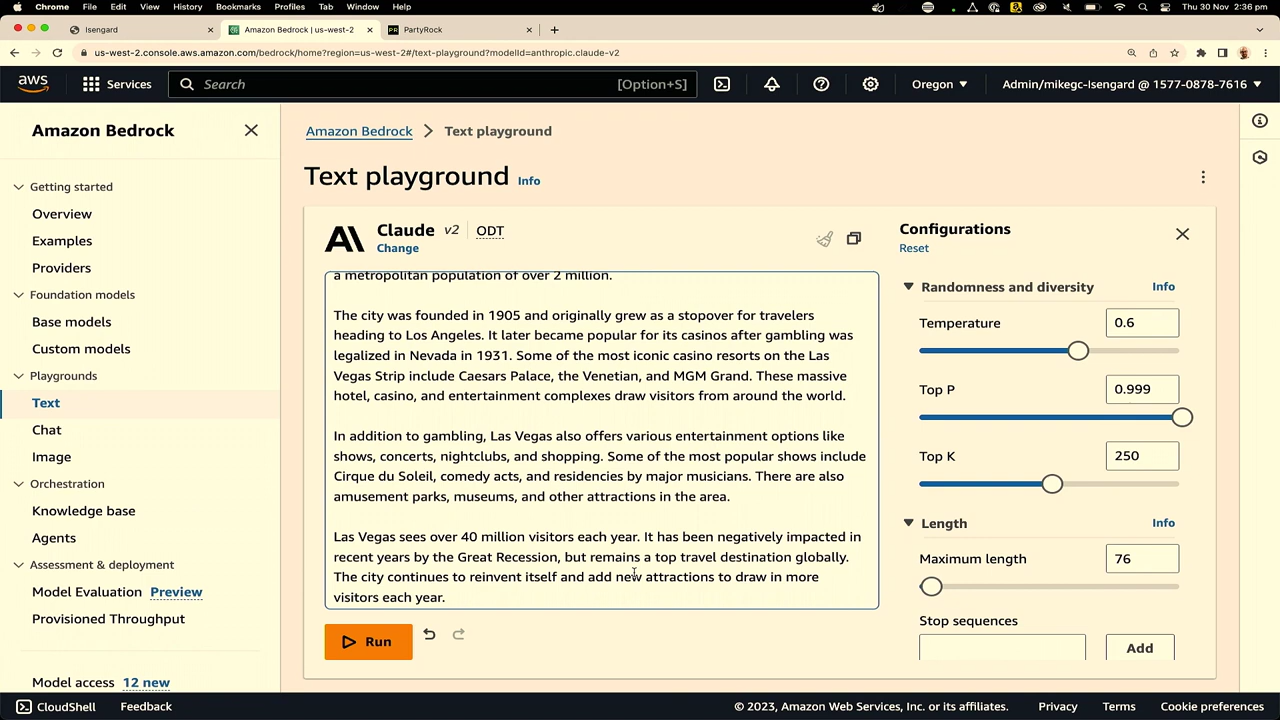 Chrome File Edit View History Bookmarks Profiles Tab Window Help Thu 30 Nov 2:36 pm
Isengard Amazon Bedrock | us-west-2 PR PartyRock
us-west-2.console.aws.amazon.com/bedrock/home?region=us-west-2#/text-playground?modelId=anthropic.claude-v2
aws Services Search [Option+S] Oregon Admin/mikegc-Isengard @ 1577-0878-7616
Amazon Bedrock
Getting started
Overview
Examples
Providers
Foundation models
Base models
Custom models
Playgrounds
Text
Chat
Image
Orchestration
Knowledge base
Agents
Assessment & deployment
Model Evaluation Preview
Provisioned Throughput
Model access 12 new
Amazon Bedrock > Text playground
Text playground Info
Claude v2 ODT
Change
a metropolitan population of over 2 million.
The city was founded in 1905 and originally grew as a stopover for travelers
heading to Los Angeles. It later became popular for its casinos after gambling was
legalized in Nevada in 1931. Some of the most iconic casino resorts on the Las
Vegas Strip include Caesars Palace, the Venetian, and MGM Grand. These massive
hotel, casino, and entertainment complexes draw visitors from around the world.
In addition to gambling, Las Vegas also offers various entertainment options like
shows, concerts, nightclubs, and shopping. Some of the most popular shows include
Cirque du Soleil, comedy acts, and residencies by major musicians. There are also
amusement parks, museums, and other attractions in the area.
Las Vegas sees over 40 million visitors each year. It has been negatively impacted in
recent years by the Great Recession, but remains a top travel destination globally.
The city continues to reinvent itself and add new attractions to draw in more
visitors each year.
Run
Configurations
Reset
Randomness and diversity Info
Temperature 0.6
Top P 0.999
Top K 250
Length Info
Maximum length 76
Stop sequences
Add
CloudShell Feedback © 2023, Amazon Web Services, Inc. or its affiliates. Privacy Terms Cookie preferences